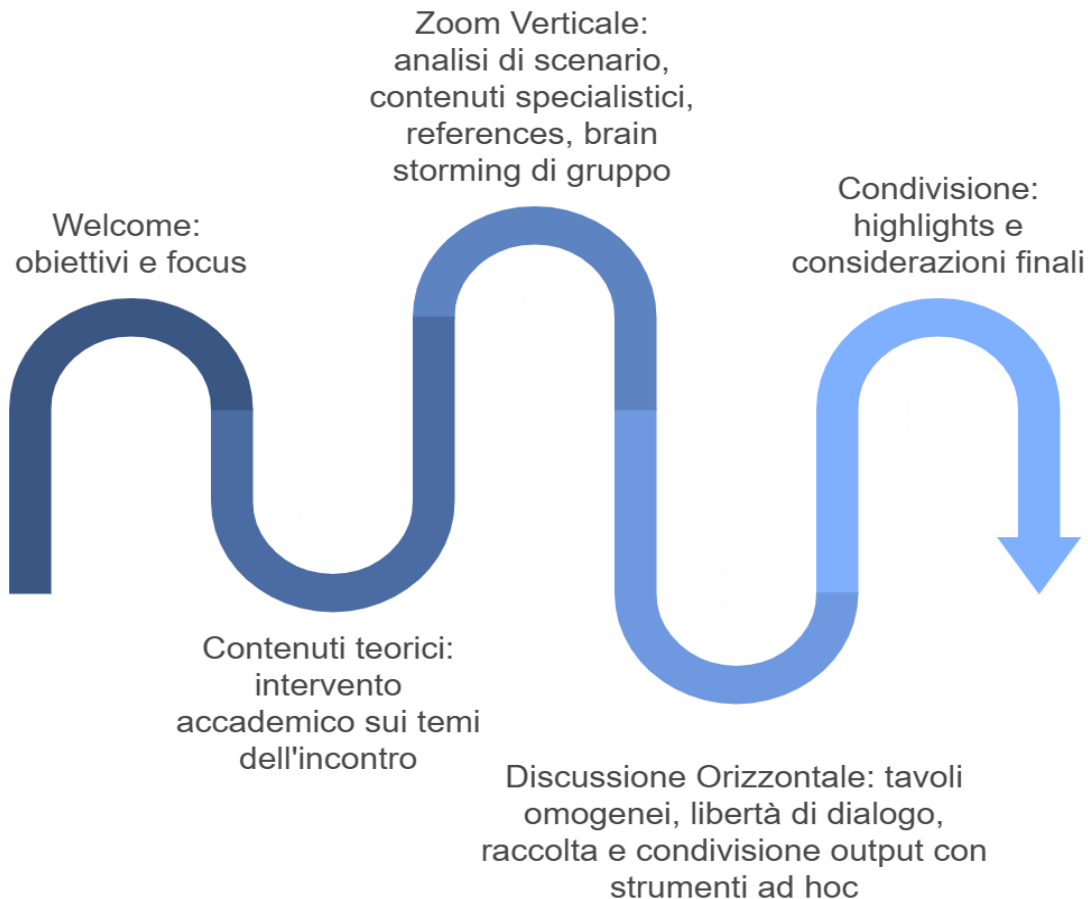 Welcome:
obiettivi e focus
Contenuti teorici:
intervento
accademico sui temi
dell'incontro
Zoom Verticale:
analisi di scenario,
contenuti specialistici,
references, brain
storming di gruppo
Discussione Orizzontale: tavoli
omogenei, libertà di dialogo,
raccolta e condivisione output con
strumenti ad hoc
Condivisione:
highlights e
considerazioni finali